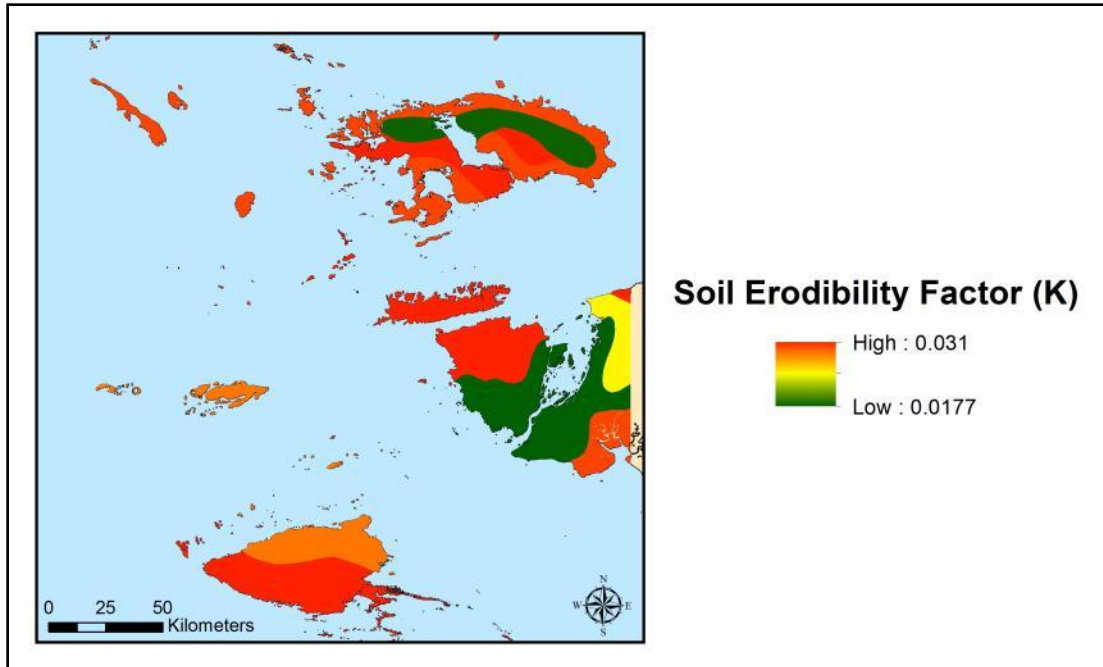 Soil Erodibility Factor (K)
High : 0.031
Low : 0.0177
N
W E
S
0 25 50
Kilometers